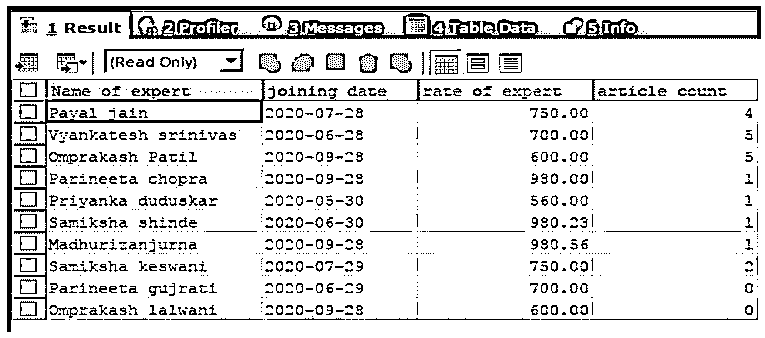 1 Result 2 Profiler 3 Messages 4 Table Data 5 Info
(Read Only)
Name of expert joining date rate of expert article count
Payal jain 2020-07-28 750.00 4
Vyankatesh srinivas 2020-06-28 700.00 5
Omprakash Patil 2020-09-28 600.00 5
Parineeta chopra 2020-09-28 980.00 1
Priyanka duduskar 2020-05-30 560.00 1
Samiksha shinde 2020-06-30 980.23 1
Madhurizanjurna 2020-09-28 980.56 1
Samiksha keswani 2020-07-29 750.00 2
Parineeta gujrati 2020-06-29 700.00 0
Omprakash lalwani 2020-09-28 600.00 0